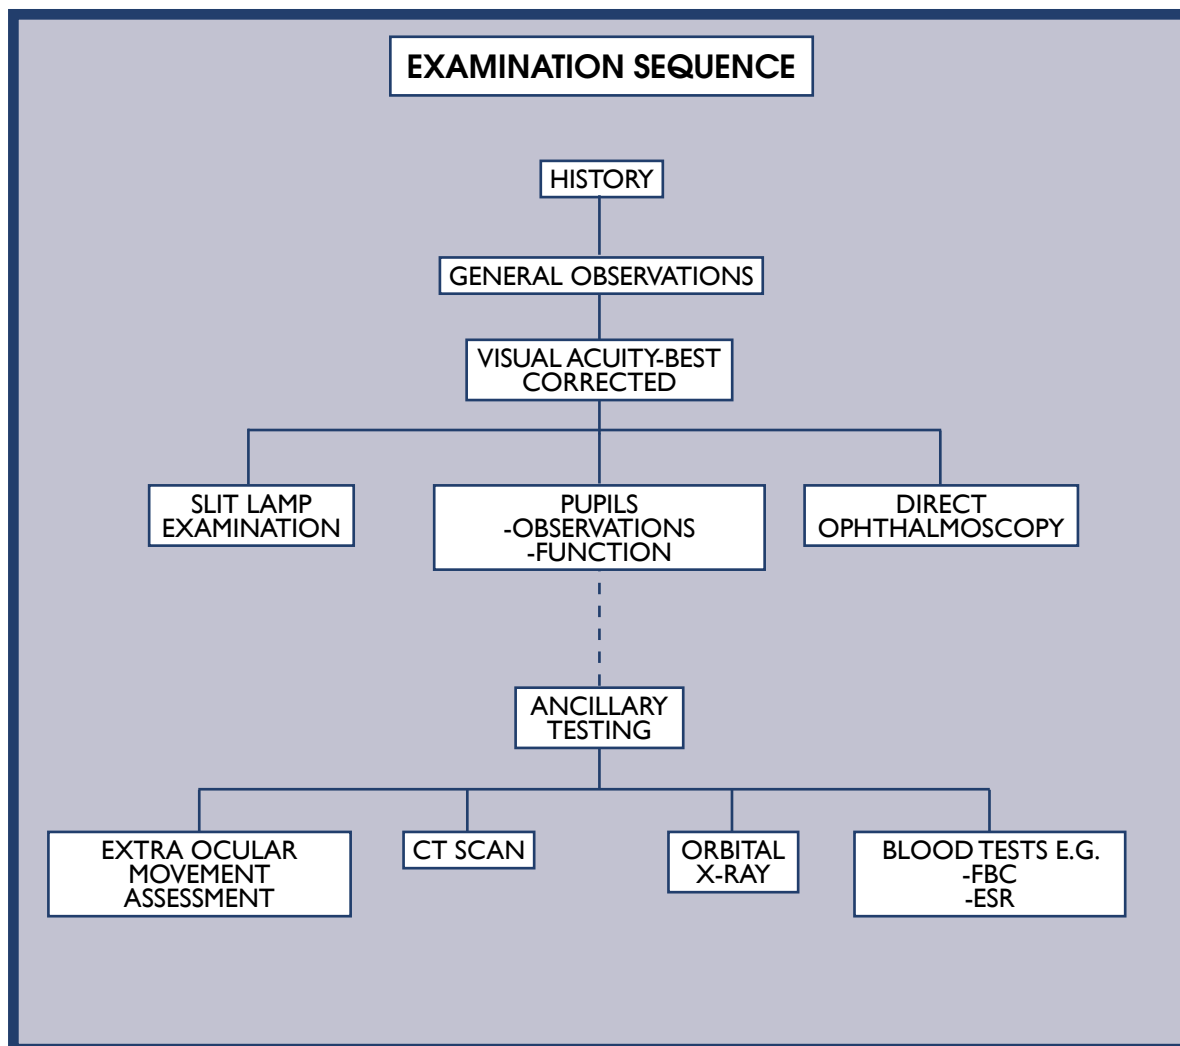 EXAMINATION SEQUENCE
HISTORY
GENERAL OBSERVATIONS
VISUAL ACUITY-BEST
CORRECTED
SLIT LAMP
EXAMINATION
PUPILS
-OBSERVATIONS
-FUNCTION
DIRECT
OPHTHALMOSCOPY
ANCILLARY
TESTING
EXTRA OCULAR
MOVEMENT
ASSESSMENT
CT SCAN
ORBITAL
X-RAY
BLOOD TESTS E.G.
-FBC
-ESR